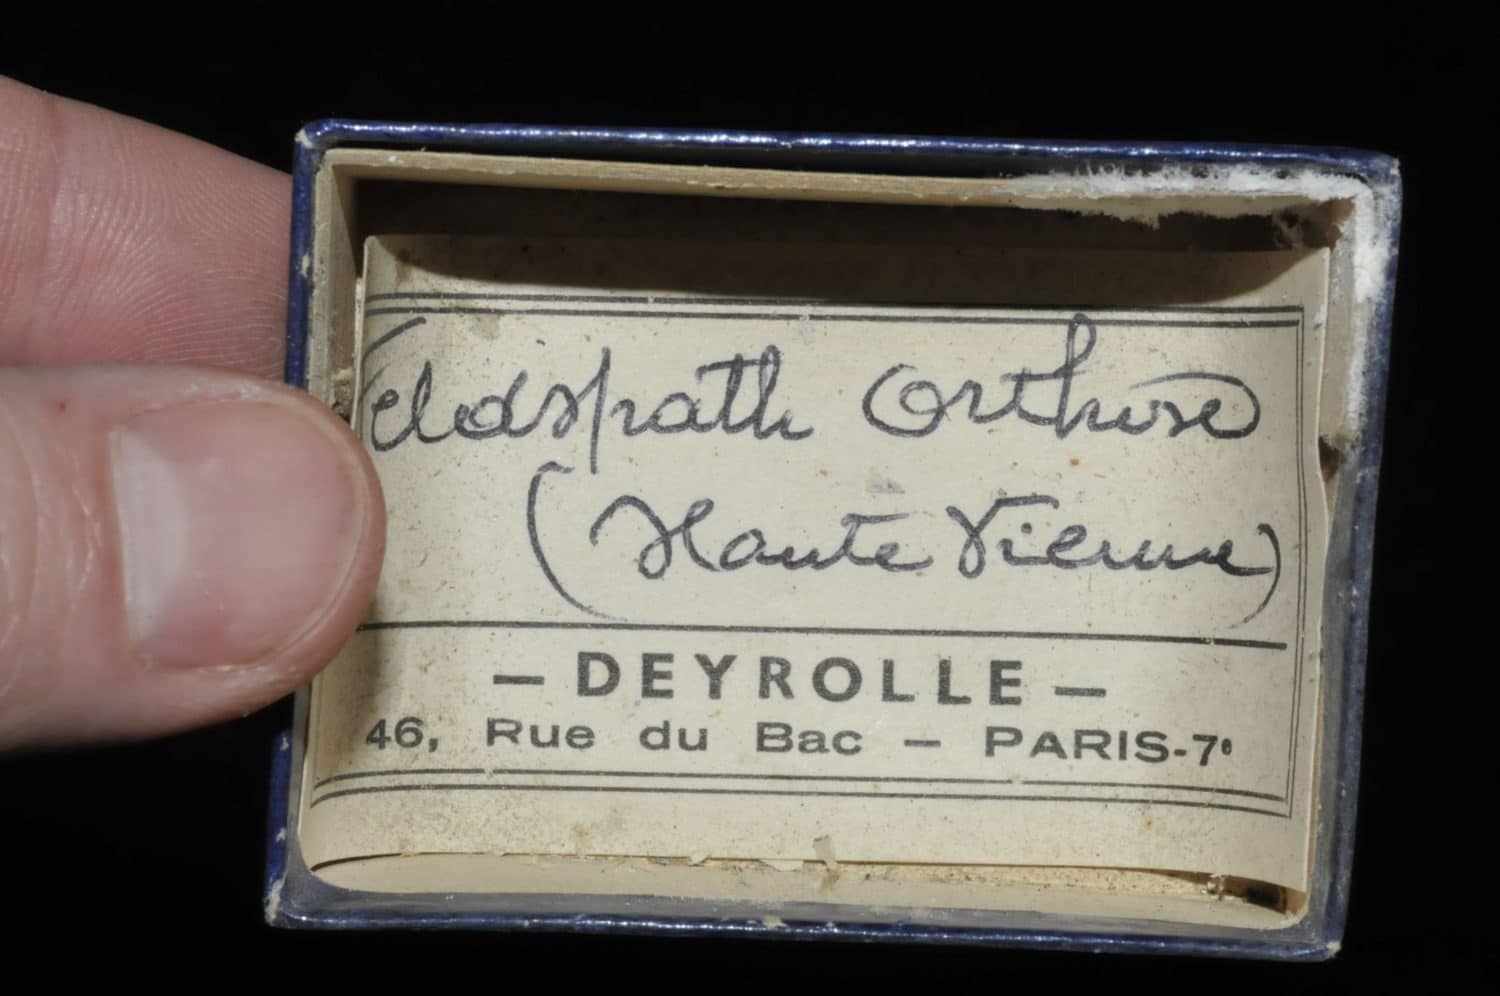 Feldspath Orthose
(Haute Vienne)
— DEYROLLE —
46, Rue du Bac — PARIS-7e